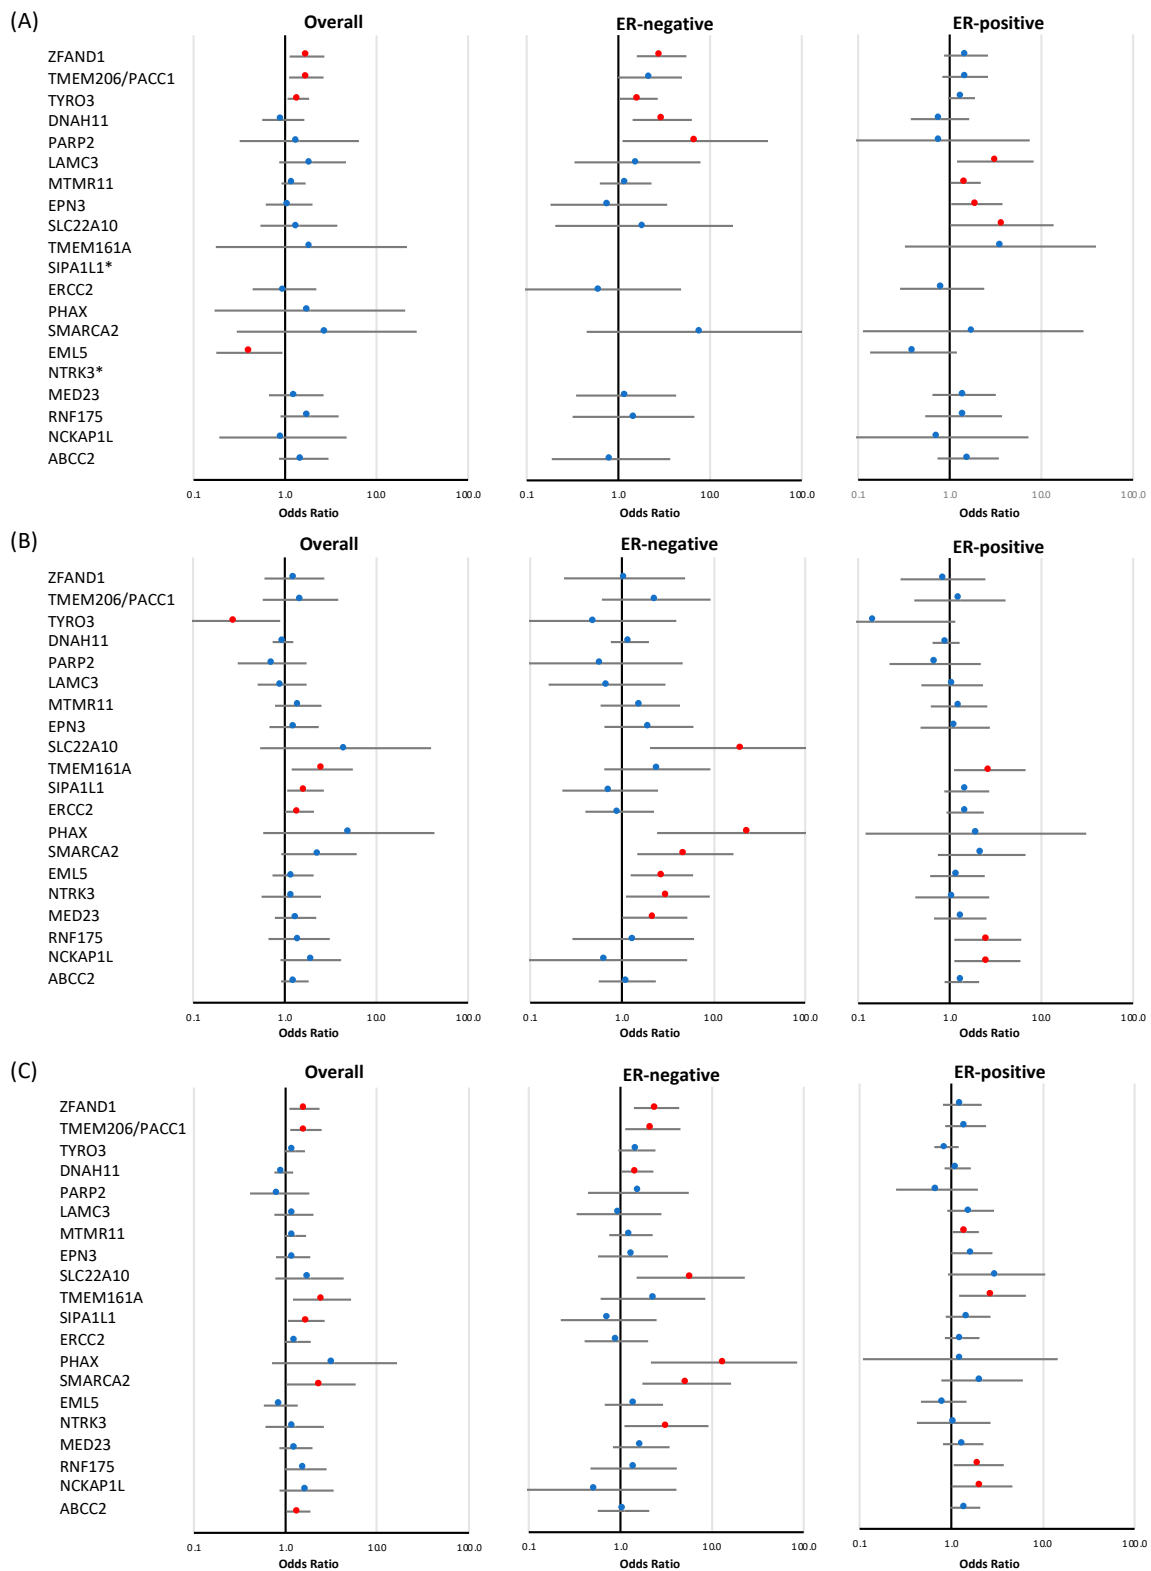 (A)
Overall
ER-negative
ER-positive
ZFAND1
TMEM206/PACC1
TYRO3
DNAH11
PARP2
LAMC3
MTMR11
EPN3
SLC22A10
TMEM161A
SIPA1L1*
ERCC2
PHAX
SMARCA2
EML5
NTRK3*
MED23
RNF175
NCKAP1L
ABCC2
0.1 1.0 10.0 100.0
0.1 1.0 10.0 100.0
0.1 1.0 10.0 100.0
Odds Ratio
Odds Ratio
Odds Ratio
(B)
Overall
ER-negative
ER-positive
ZFAND1
TMEM206/PACC1
TYRO3
DNAH11
PARP2
LAMC3
MTMR11
EPN3
SLC22A10
TMEM161A
SIPA1L1
ERCC2
PHAX
SMARCA2
EML5
NTRK3
MED23
RNF175
NCKAP1L
ABCC2
0.1 1.0 10.0 100.0
0.1 1.0 10.0 100.0
0.1 1.0 10.0 100.0
Odds Ratio
Odds Ratio
Odds Ratio
(C)
Overall
ER-negative
ER-positive
ZFAND1
TMEM206/PACC1
TYRO3
DNAH11
PARP2
LAMC3
MTMR11
EPN3
SLC22A10
TMEM161A
SIPA1L1
ERCC2
PHAX
SMARCA2
EML5
NTRK3
MED23
RNF175
NCKAP1L
ABCC2
0.1 1.0 10.0 100.0
0.1 1.0 10.0 100.0
0.1 1.0 10.0 100.0
Odds Ratio
Odds Ratio
Odds Ratio